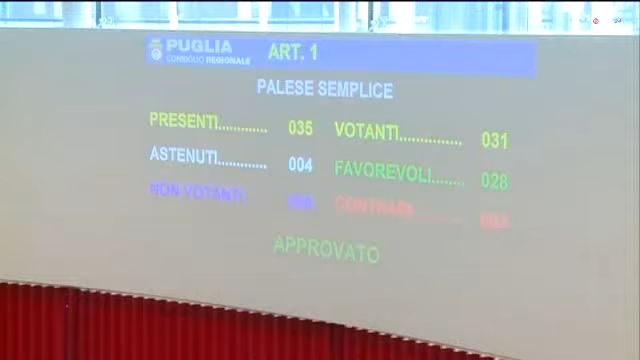 PUGLIA
CONSIGLIO REGIONALE
ART. 1
PALESE SEMPLICE
PRESENTI............ 035 VOTANTI............... 031
ASTENUTI............ 004 FAVOREVOLI........ 028
NON VOTANTI CONTRARI
APPROVATO